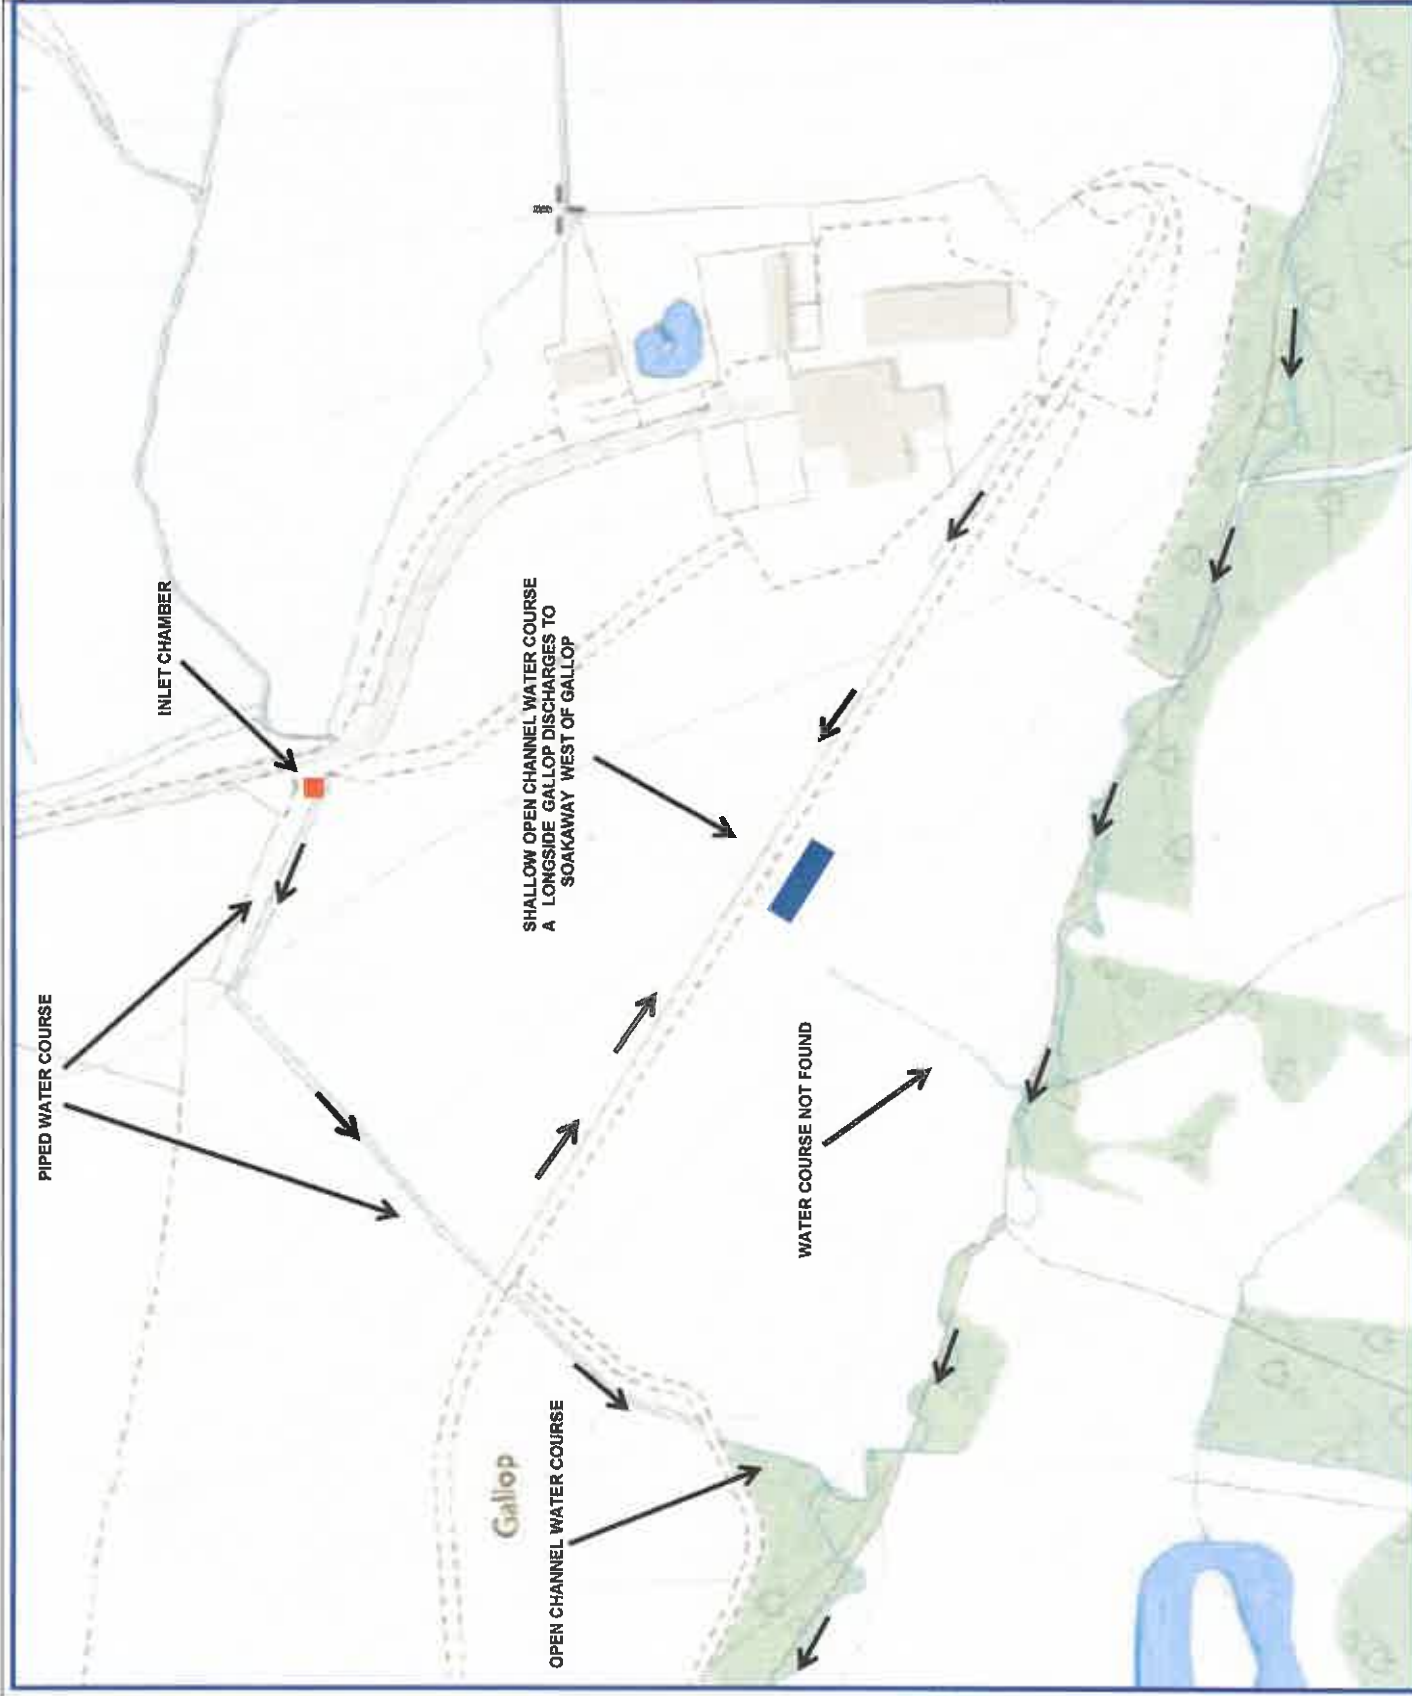 PIPED WATER COURSE
INLET CHAMBER
SHALLOW OPEN CHANNEL WATER COURSE
A LONGSIDE GALLOP DISCHARGES TO
SOAKAWAY WEST OF GALLOP
WATER COURSE NOT FOUND
Gallop
OPEN CHANNEL WATER COURSE